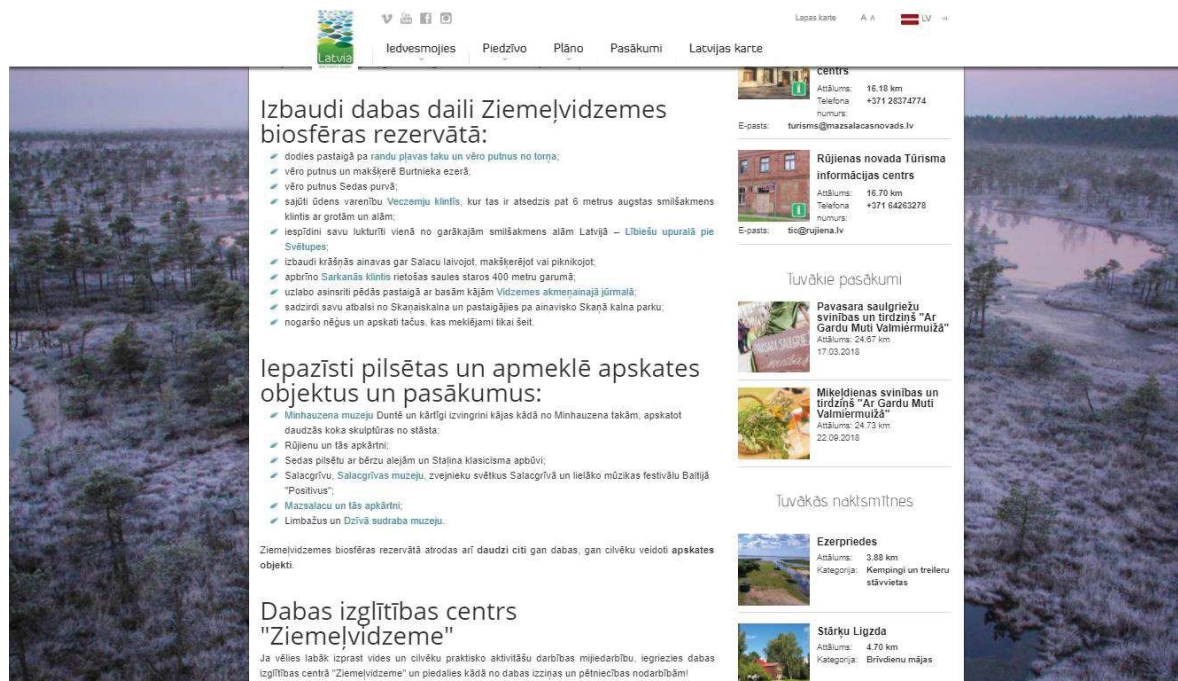 Latvia
Lapas karte
A A
LV
Iedvesmojies
Piedzīvo
Plāno
Pasākumi
Latvijas karte
Izbaudi dabas daili Ziemeļvidzemes
biosfēras rezervātā:
dodies pastaigā pa randu pļavas taku un vēro putnus no torņa;
vēro putnus un makšķerē Burtnieka ezerā;
vēro putnus Sedas purvā;
sajūti ūdens varenību Veczemju klintīs, kur tas ir atsedzis pat 6 metrus augstas smilšakmens
klintis ar grotām un alām;
iespīdini savu lukturīti vienā no garākajām smilšakmens alām Latvijā – Lībiešu upuralā pie
Svētupes;
izbaudi krāšņās ainavas gar Salacu laivojot, makšķerējot vai piknikojot;
apbrīno Sarkanās klintis rietošas saules staros 400 metru garumā;
uzlabo asinsriti pēdās pastaigā ar basām kājām Vidzemes akmeņainajā jūrmalā;
sadzirdi savu atbalsi no Skaņaiskalna un pastaigājies pa ainavisko Skaņā kalna parku;
nogaršo nēģus un apskati tačus, kas meklējami tikai šeit.
Iepazīsti pilsētas un apmeklē apskates
objektus un pasākumus:
Minhauzena muzeju Duntē un kārtīgi izvingrini kājas kādā no Minhauzena takām, apskatot
daudzās koka skulptūras no stāsta;
Rūjienu un tās apkārtni;
Sedas pilsētu ar bērzu alejām un Staļina klasicisma apbūvi;
Salacgrīvu, Salacgrīvas muzeju, zvejnieku svētkus Salacgrīvā un lielāko mūzikas festivālu Baltijā
"Positivus";
Mazsalacu un tās apkārtni;
Limbažus un Dzīvā sudraba muzeju.
Ziemeļvidzemes biosfēras rezervātā atrodas arī daudzi citi gan dabas, gan cilvēku veidoti apskates
objekti.
Dabas izglītības centrs
"Ziemeļvidzeme"
Ja vēlies labāk izprast vides un cilvēku praktisko aktivitāšu darbības mijiedarbību, iegriezies dabas
izglītības centrā "Ziemeļvidzeme" un piedalies kādā no dabas izziņas un pētniecības nodarbībām!
centrs
Attālums: 16.18 km
Telefona +371 28374774
numurs:
E-pasts: turisms@mazsalacasnovads.lv
Rūjienas novada Tūrisma
informācijas centrs
Attālums: 16.70 km
Telefona +371 64263278
numurs:
E-pasts: tic@rujiena.lv
Tuvākie pasākumi
Pavasara saulgriežu
svinības un tirdziņš "Ar
Gardu Muti Valmiermuižā"
Attālums: 24.67 km
17.03.2018
Miķeļdienas svinības un
tirdziņš "Ar Gardu Muti
Valmiermuižā"
Attālums: 24.73 km
22.09.2018
Tuvākās naktsmītnes
Ezerpriedes
Attālums: 3.88 km
Kategorija: Kempingi un treileru
stāvvietas
Stārķu Ligzda
Attālums: 4.70 km
Kategorija: Brīvdienu mājas